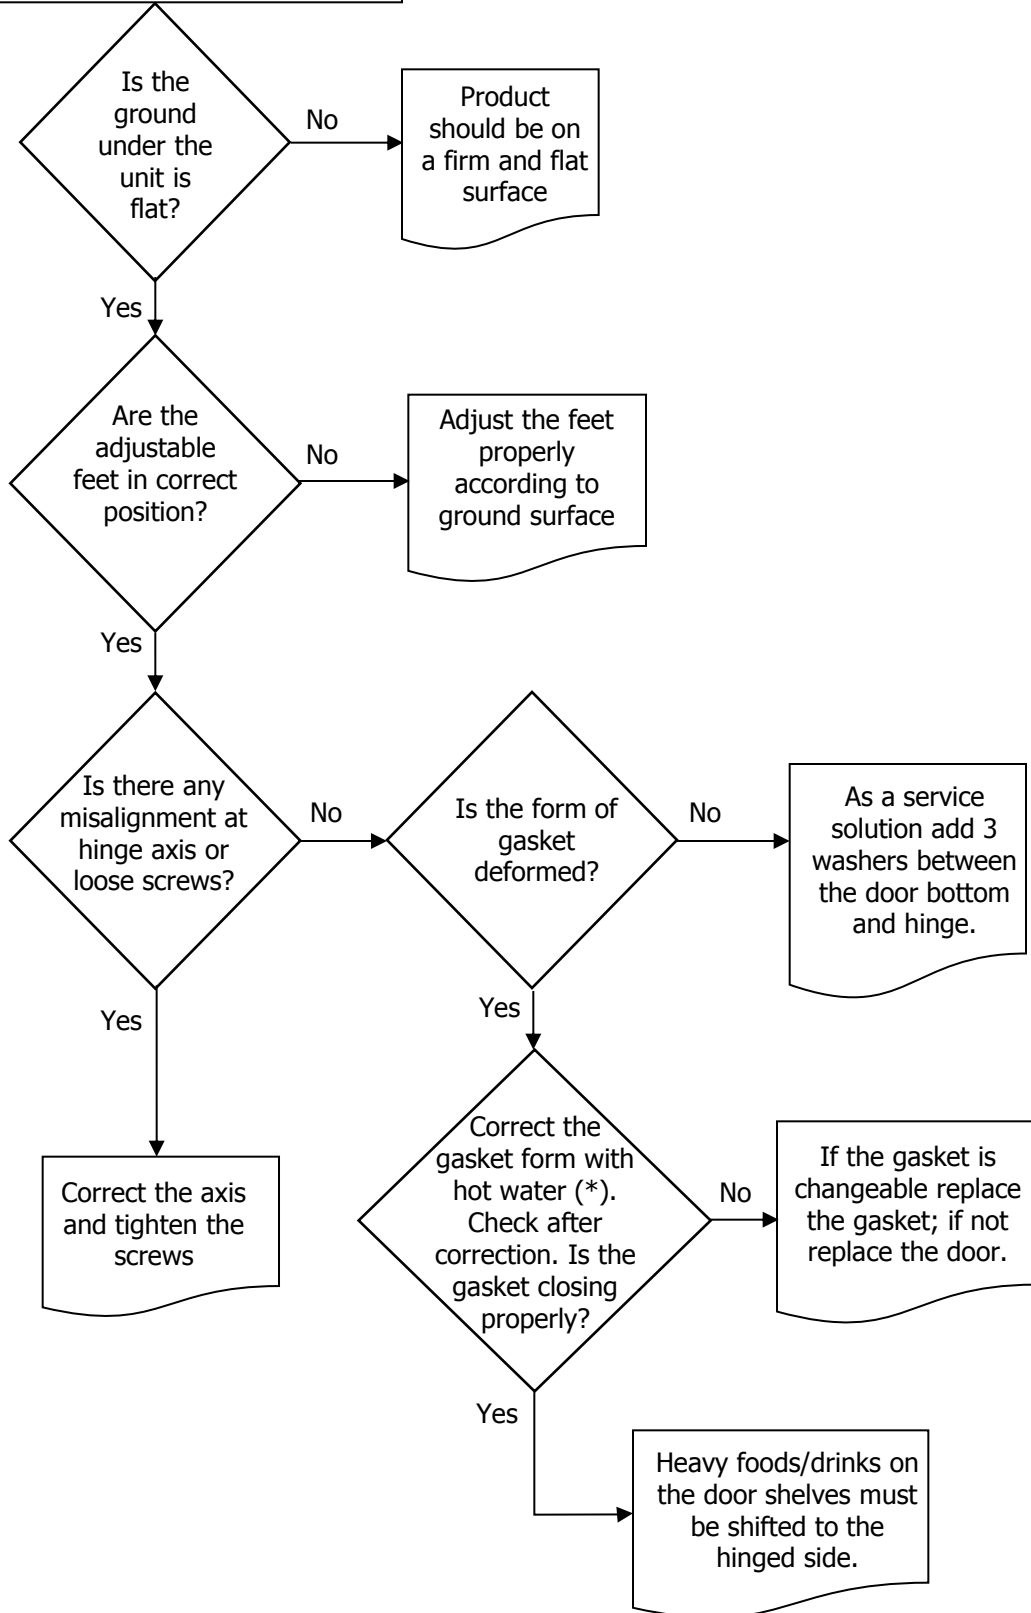 Is the
ground
under the
unit is
flat?
No
Product
should be on
a firm and flat
surface
Yes
Are the
adjustable
feet in correct
position?
No
Adjust the feet
properly
according to
ground surface
Yes
Is there any
misalignment at
hinge axis or
loose screws?
No
Is the form of
gasket
deformed?
No
As a service
solution add 3
washers between
the door bottom
and hinge.
Yes
Yes
Correct the axis
and tighten the
screws
Correct the
gasket form with
hot water (*).
Check after
correction. Is the
gasket closing
properly?
No
If the gasket is
changeable replace
the gasket; if not
replace the door.
Yes
Heavy foods/drinks on
the door shelves must
be shifted to the
hinged side.